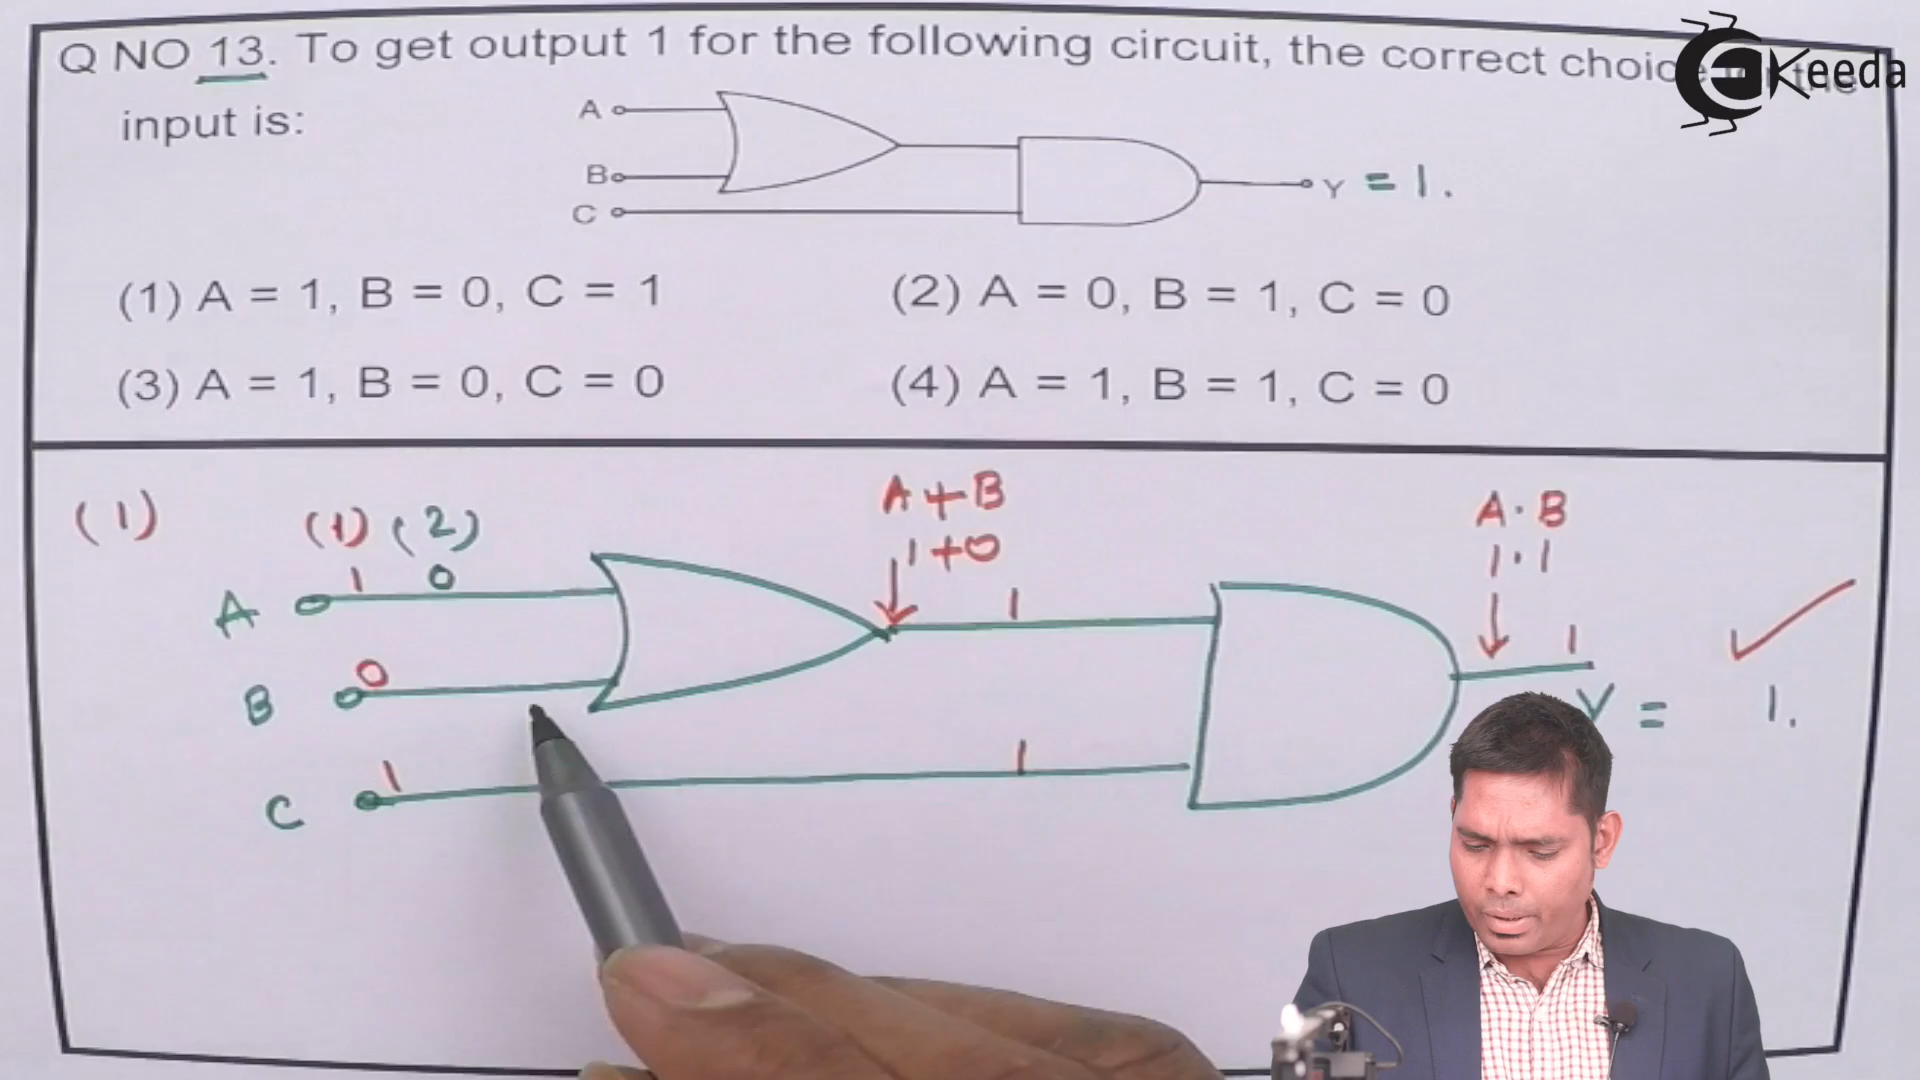 Q NO 13. To get output 1 for the following circuit, the correct choice for the
Keeda
input is:
A
B
C
Y = 1.
(1) A = 1, B = 0, C = 1
(2) A = 0, B = 1, C = 0
(3) A = 1, B = 0, C = 0
(4) A = 1, B = 1, C = 0
(1)
(1) (2)
A + B
1 + 0
A . B
1 . 1
A 1 0
1
1
B 0
Y = 1.
C 1
1